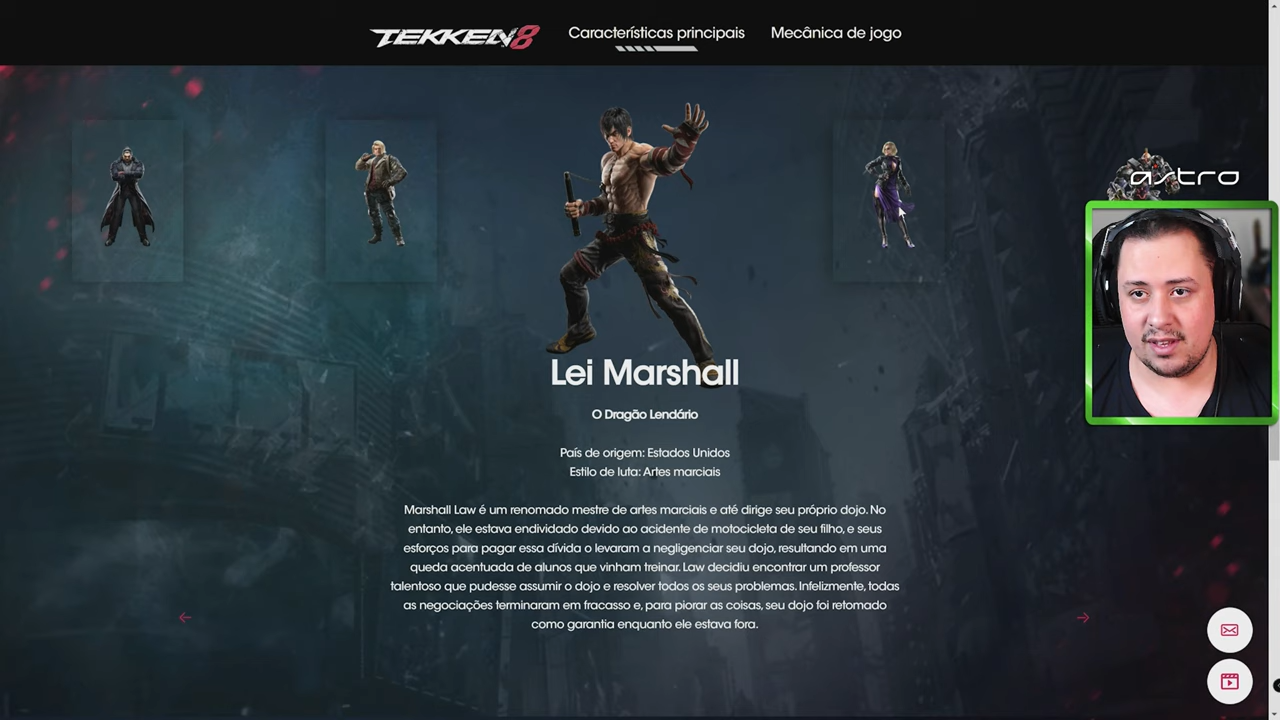 TEKKEN 8
Características principais
Mecânica de jogo
astro
Lei Marshall
O Dragão Lendário
País de origem: Estados Unidos
Estilo de luta: Artes marciais
Marshall Law é um renomado mestre de artes marciais e até dirige seu próprio dojo. No
entanto, ele estava endividado devido ao acidente de motocicleta de seu filho, e seus
esforços para pagar essa dívida o levaram a negligenciar seu dojo, resultando em uma
queda acentuada de alunos que vinham treinar. Law decidiu encontrar um professor
talentoso que pudesse assumir o dojo e resolver todos os seus problemas. Infelizmente, todas
as negociações terminaram em fracasso e, para piorar as coisas, seu dojo foi retomado
como garantia enquanto ele estava fora.